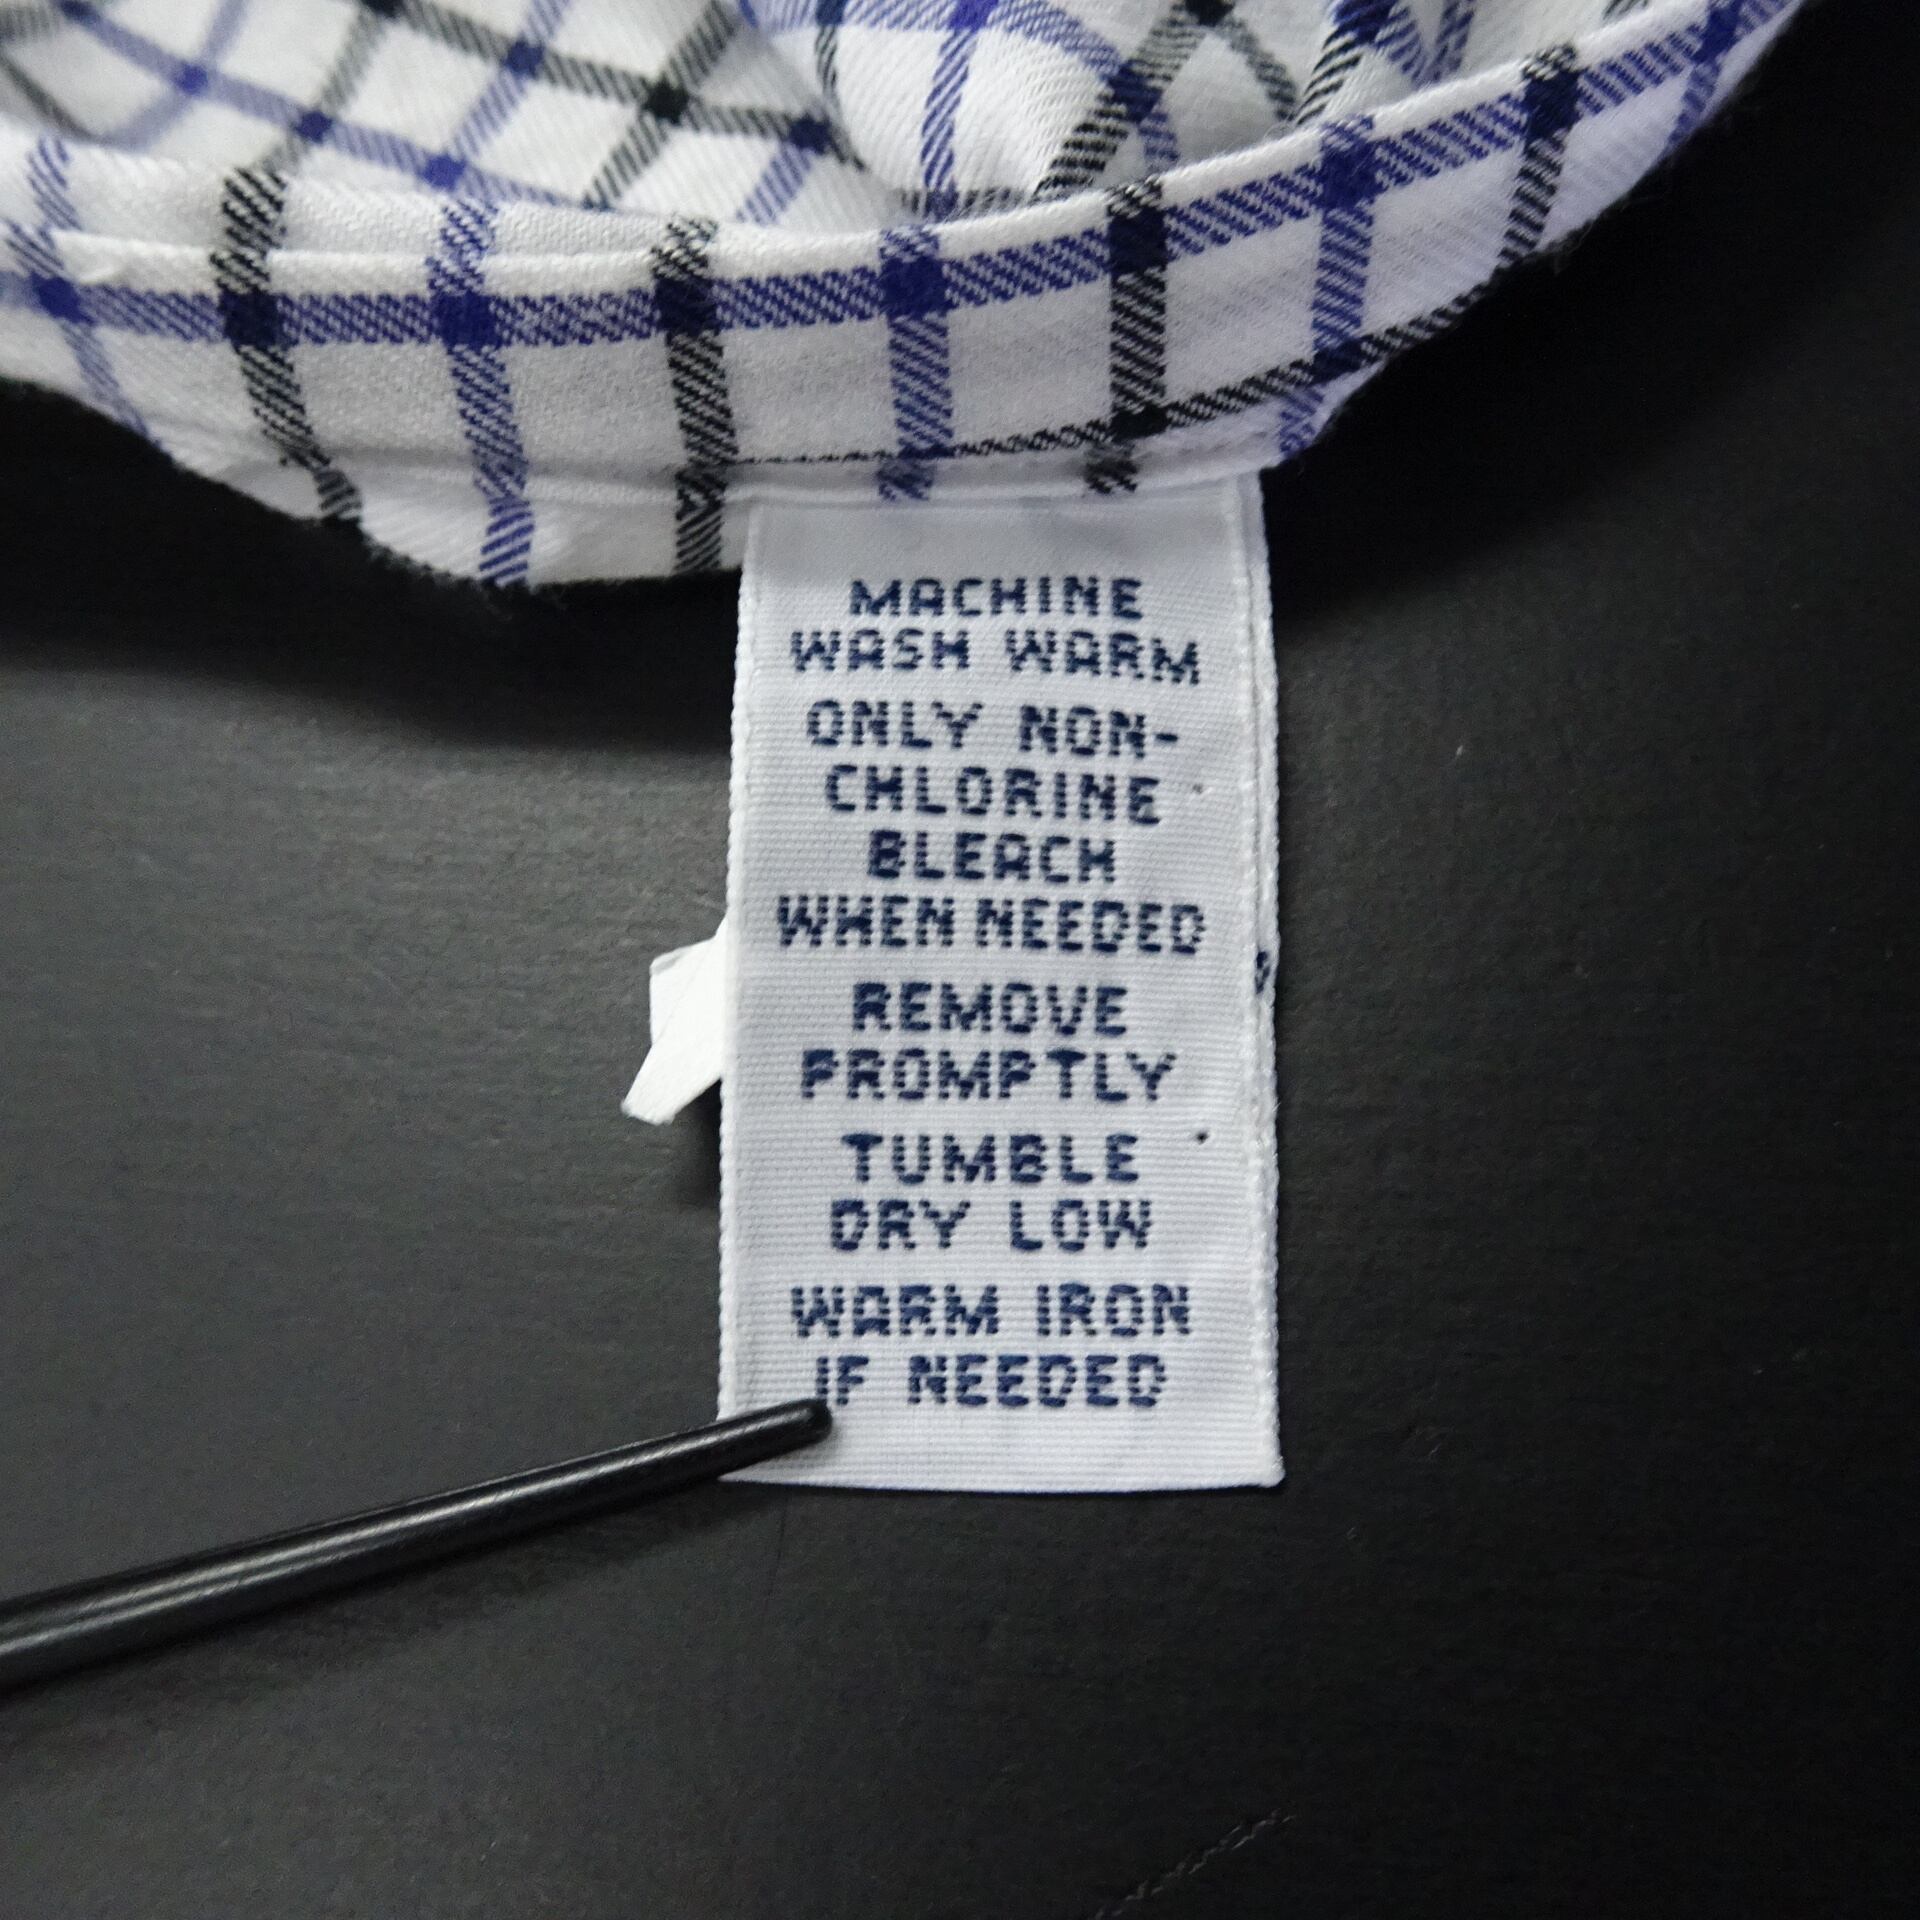 MACHINE
WASH WARM
ONLY NON-
CHLORINE
BLEACH
WHEN NEEDED
REMOVE
PROMPTLY
TUMBLE
DRY LOW
WARM IRON
IF NEEDED